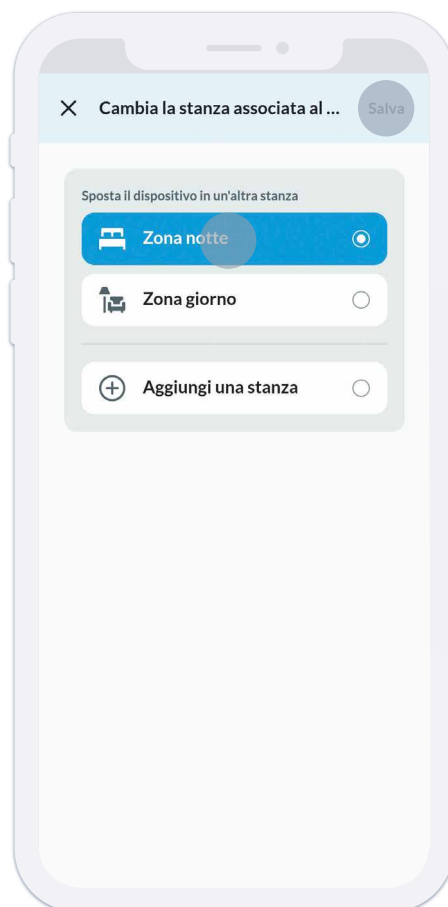 Cambia la stanza associata al ... Salva
Sposta il dispositivo in un'altra stanza
Zona notte
Zona giorno
Aggiungi una stanza